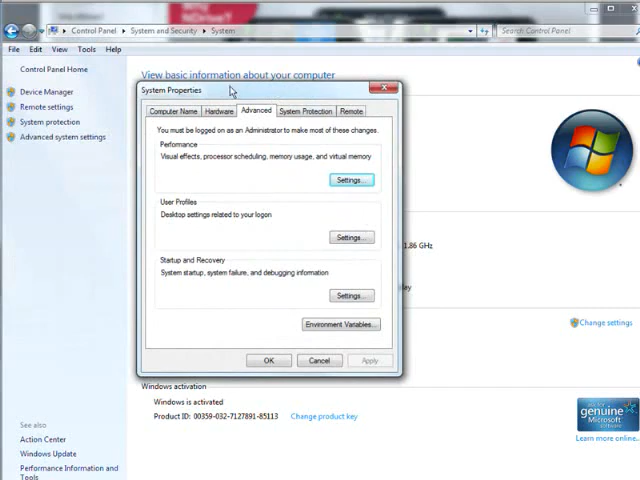 Control Panel
System and Security
System
Search Control Panel
File Edit View Tools Help
Control Panel Home
View basic information about your computer
Device Manager
Remote settings
System protection
Advanced system settings
System Properties
Computer Name Hardware Advanced System Protection Remote
You must be logged on as an Administrator to make most of these changes.
Performance
Visual effects, processor scheduling, memory usage, and virtual memory
Settings...
User Profiles
Desktop settings related to your logon
Settings...
Startup and Recovery
System startup, system failure, and debugging information
Settings...
Environment Variables...
OK Cancel Apply
1.86 GHz
Change settings
Windows activation
Windows is activated
Product ID: 00359-032-7127891-85113 Change product key
genuine
Microsoft
software
Learn more online...
See also
Action Center
Windows Update
Performance Information and
Tools